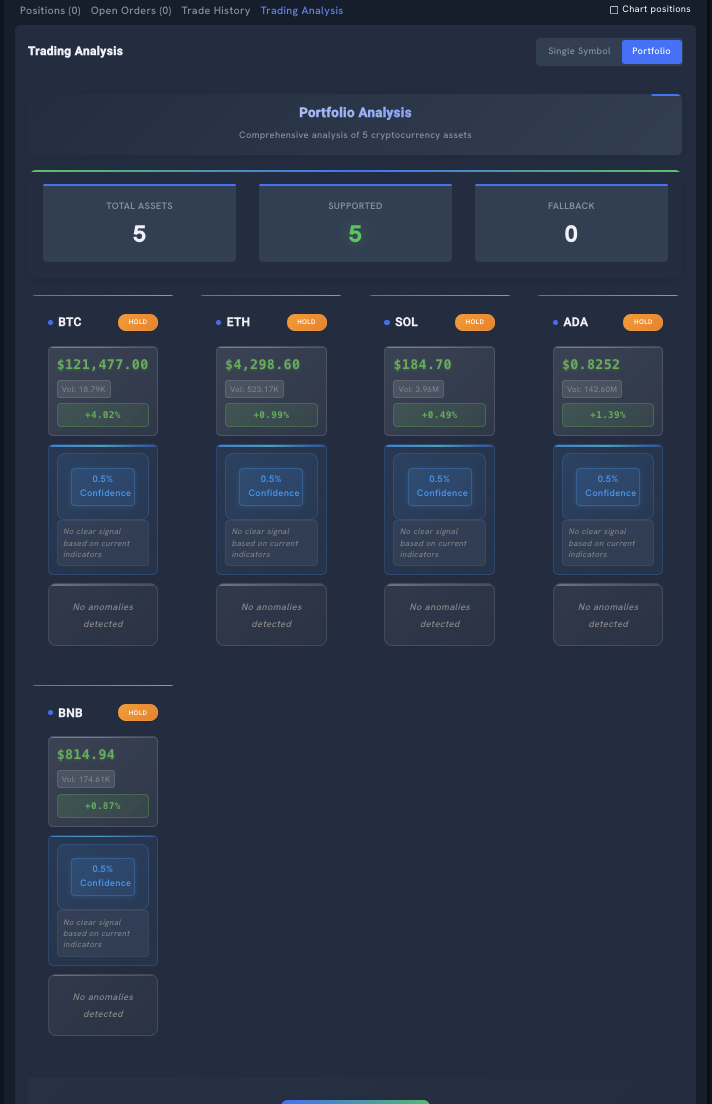 Positions (0) Open Orders (0) Trade History Trading Analysis Chart positions
Trading Analysis Single Symbol Portfolio
Portfolio Analysis
Comprehensive analysis of 5 cryptocurrency assets
TOTAL ASSETS SUPPORTED FALLBACK
5 5 0
BTC HOLD
$121,477.00
Vol: 18.79K
+4.02%
0.5%
Confidence
No clear signal
based on current
indicators
No anomalies
detected
ETH HOLD
$4,298.60
Vol: 523.17K
+0.99%
0.5%
Confidence
No clear signal
based on current
indicators
No anomalies
detected
SOL HOLD
$184.70
Vol: 3.96M
+0.49%
0.5%
Confidence
No clear signal
based on current
indicators
No anomalies
detected
ADA HOLD
$0.8252
Vol: 142.60M
+1.39%
0.5%
Confidence
No clear signal
based on current
indicators
No anomalies
detected
BNB HOLD
$814.94
Vol: 174.61K
+0.87%
0.5%
Confidence
No clear signal
based on current
indicators
No anomalies
detected